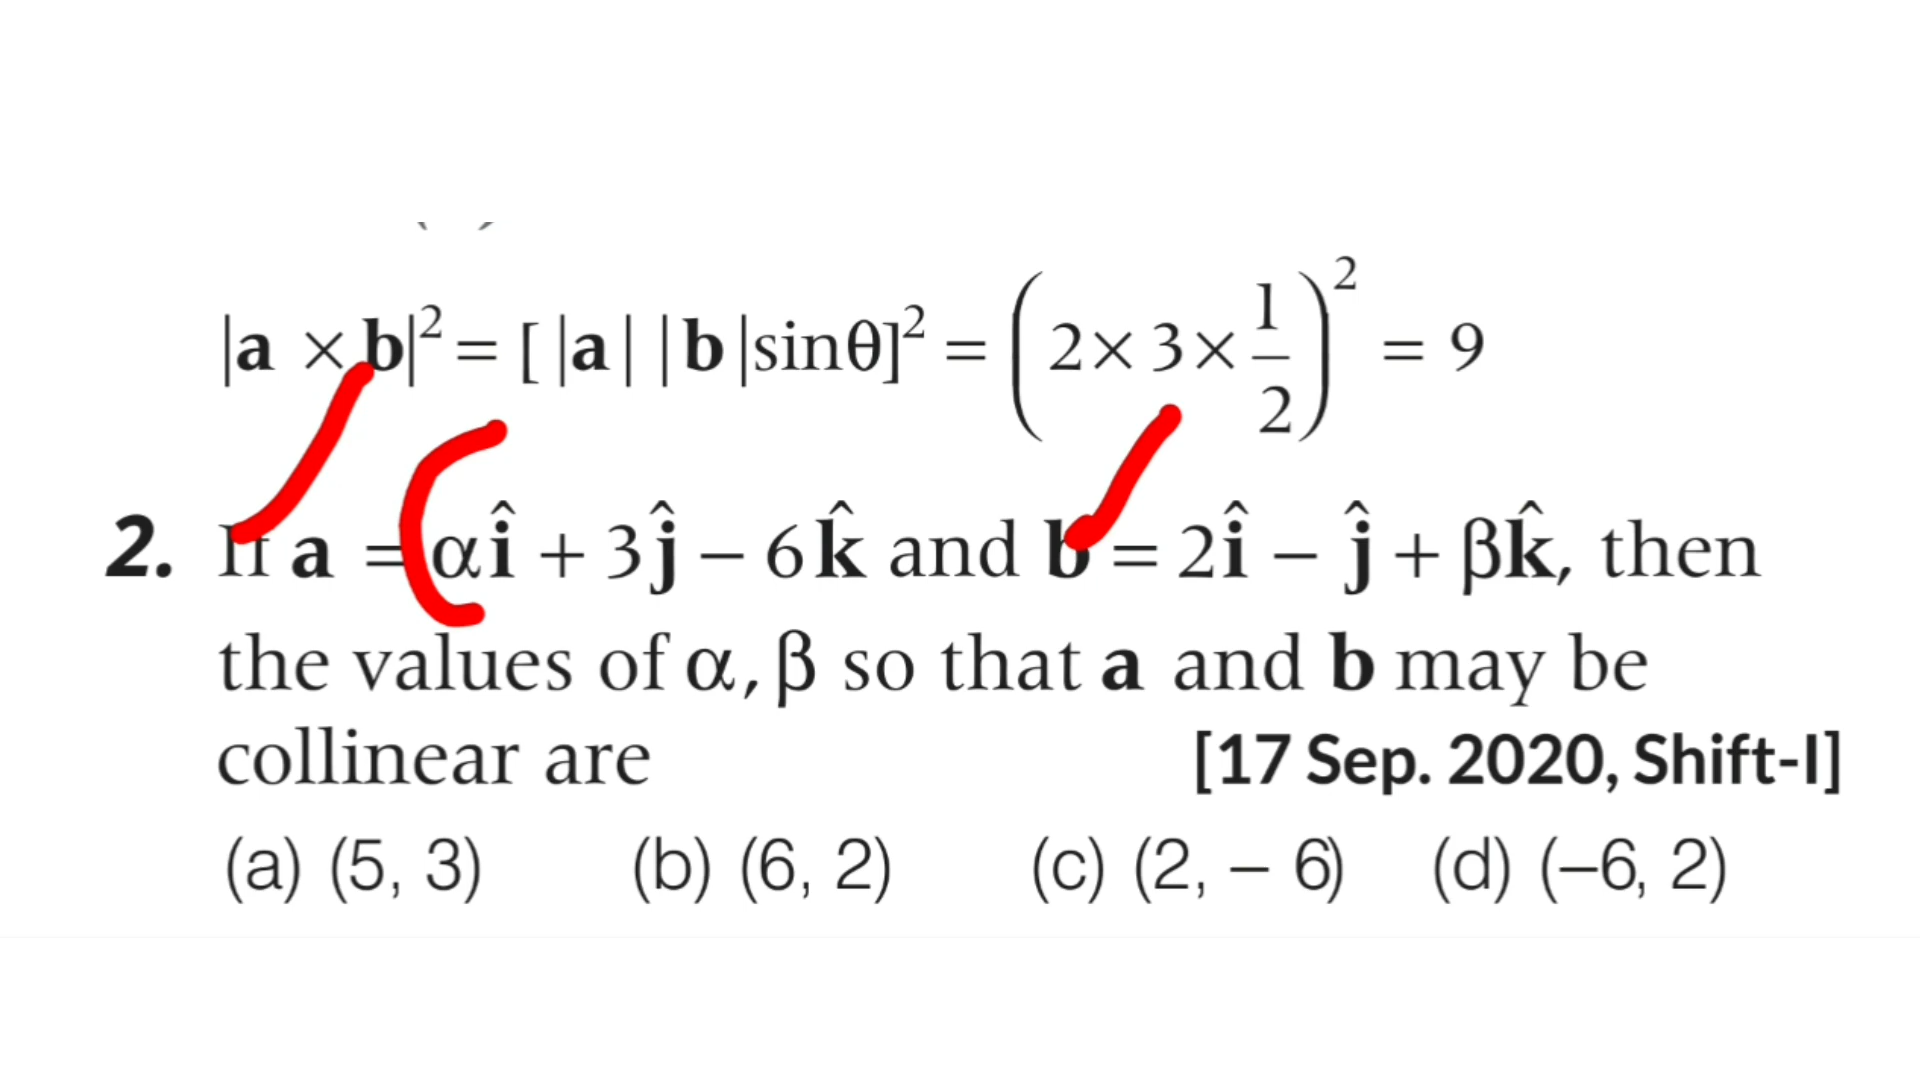 |a × b|² = [ |a| | b |sinθ]² = (2 × 3 × 1/2)² = 9
2. If a = αî + 3ĵ – 6k̂ and b = 2î – ĵ + βk̂, then
the values of α, β so that a and b may be
collinear are [17 Sep. 2020, Shift-I]
(a) (5, 3) (b) (6, 2) (c) (2, – 6) (d) (–6, 2)